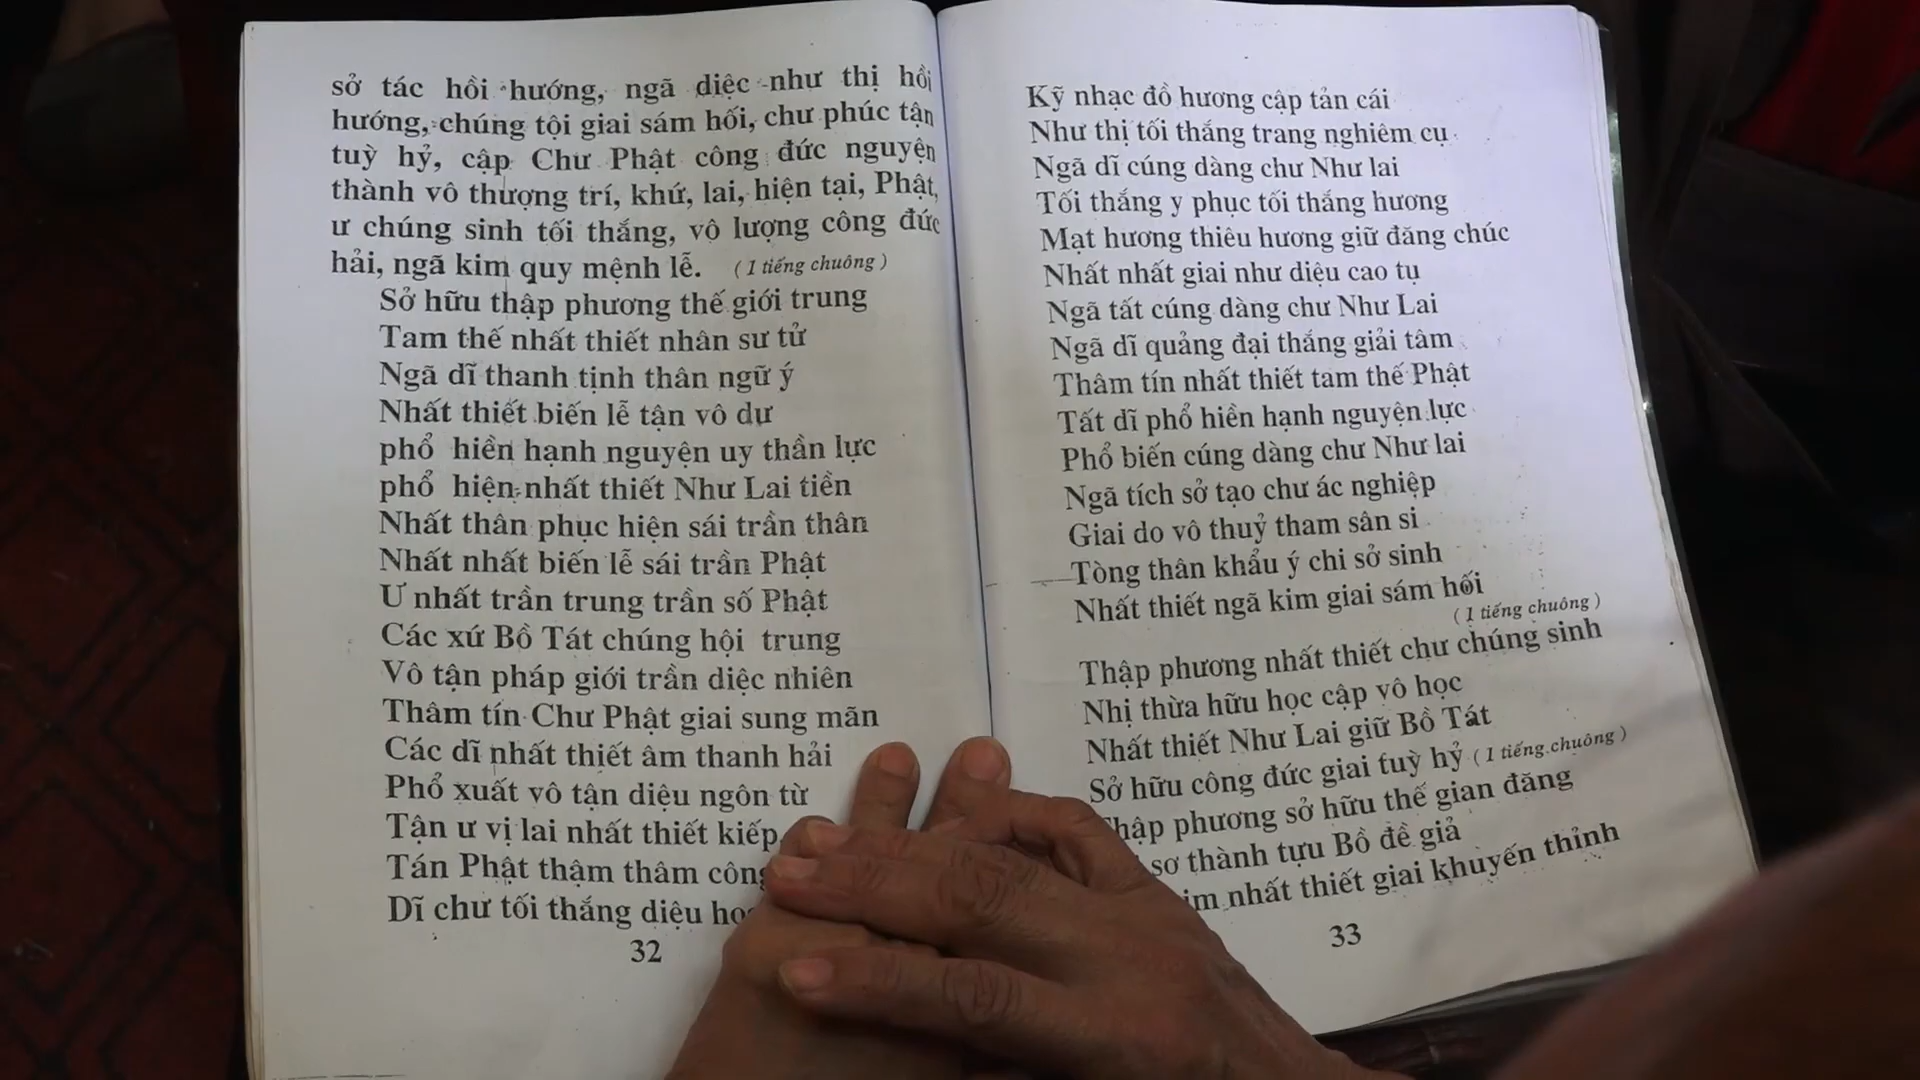 sở tác hồi hướng, ngã diệc như thị hồi
hướng, chúng tội giai sám hối, chư phúc tận
tuỳ hỷ, cập Chư Phật công đức nguyện
thành vô thượng trí, khứ, lai, hiện tại, Phật,
ư chúng sinh tối thắng, vô lượng công đức
hải, ngã kim quy mệnh lễ. ( 1 tiếng chuông )
Sở hữu thập phương thế giới trung
Tam thế nhất thiết nhân sư tử
Ngã dĩ thanh tịnh thân ngữ ý
Nhất thiết biến lễ tận vô dư
phổ hiền hạnh nguyện uy thần lực
phổ hiện nhất thiết Như Lai tiền
Nhất thân phục hiện sái trần thân
Nhất nhất biến lễ sái trần Phật
Ư nhất trần trung trần số Phật
Các xứ Bồ Tát chúng hội trung
Vô tận pháp giới trần diệc nhiên
Thâm tín Chư Phật giai sung mãn
Các dĩ nhất thiết âm thanh hải
Phổ xuất vô tận diệu ngôn từ
Tận ư vị lai nhất thiết kiếp
Tán Phật thậm thâm công
Dĩ chư tối thắng diệu
32
Kỹ nhạc đồ hương cập tản cái
Như thị tối thắng trang nghiêm cụ
Ngã dĩ cúng dàng chư Như lai
Tối thắng y phục tối thắng hương
Mạt hương thiêu hương giữ đăng chúc
Nhất nhất giai như diệu cao tụ
Ngã tất cúng dàng chư Như Lai
Ngã dĩ quảng đại thắng giải tâm
Thâm tín nhất thiết tam thế Phật
Tất dĩ phổ hiền hạnh nguyện lực
Phổ biến cúng dàng chư Như lai
Ngã tích sở tạo chư ác nghiệp
Giai do vô thuỷ tham sân si
Tòng thân khẩu ý chi sở sinh
Nhất thiết ngã kim giai sám hối
( 1 tiếng chuông )
Thập phương nhất thiết chư chúng sinh
Nhị thừa hữu học cập vô học
Nhất thiết Như Lai giữ Bồ Tát
Sở hữu công đức giai tuỳ hỷ ( 1 tiếng chuông )
Thập phương sở hữu thế gian đăng
sơ thành tựu Bồ đề giả
nhất thiết giai khuyến thỉnh
33